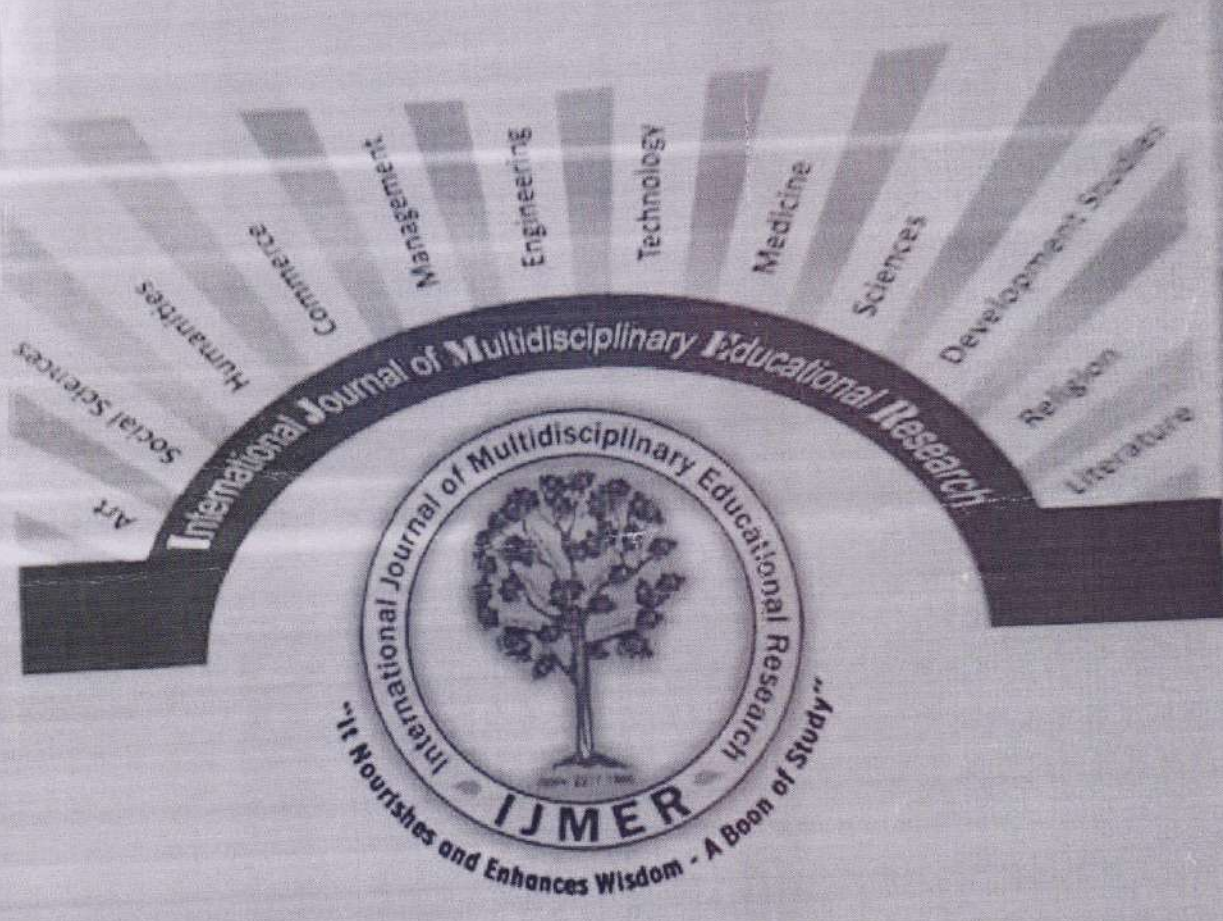 Art
Social Sciences
Humanities
Commerce
Management
Engineering
Technology
Medicine
Sciences
Development Studies
Religion
Literature
International Journal of Multidisciplinary Educational Research
International Journal of Multidisciplinary Educational Research
IJMER
"It Nourishes and Enhances Wisdom - A Boon of Study"